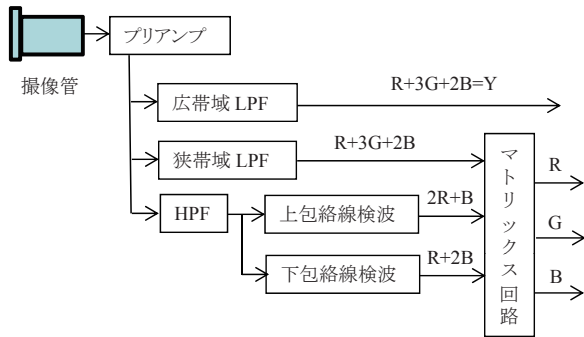 プリアンプ
撮像管
広帯域 LPF
R+3G+2B=Y
狭帯域 LPF
R+3G+2B
HPF
上包絡線検波
2R+B
下包絡線検波
R+2B
マトリックス回路
R
G
B